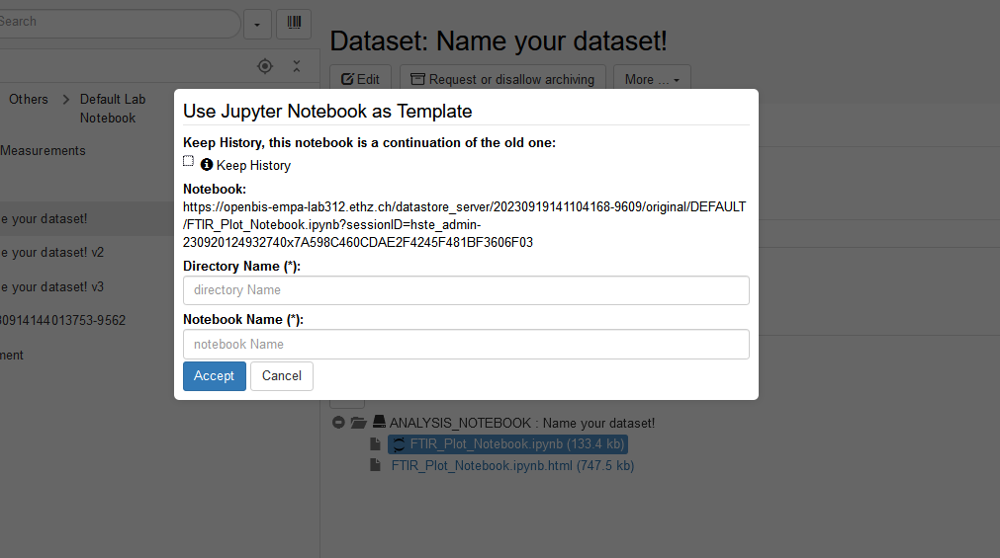 Search
Dataset: Name your dataset!
Edit
Request or disallow archiving
More ...
Others
Default Lab
Notebook
Measurements
e your dataset!
e your dataset! v2
e your dataset! v3
30914144013753-9562
ment
Use Jupyter Notebook as Template
Keep History, this notebook is a continuation of the old one:
Keep History
Notebook:
https://openbis-empa-lab312.ethz.ch/datastore_server/20230919141104168-9609/original/DEFAULT
/FTIR_Plot_Notebook.ipynb?sessionID=hste_admin-
230920124932740x7A598C460CDAE2F4245F481BF3606F03
Directory Name (*):
directory Name
Notebook Name (*):
notebook Name
Accept
Cancel
ANALYSIS_NOTEBOOK : Name your dataset!
FTIR_Plot_Notebook.ipynb (133.4 kb)
FTIR_Plot_Notebook.ipynb.html (747.5 kb)